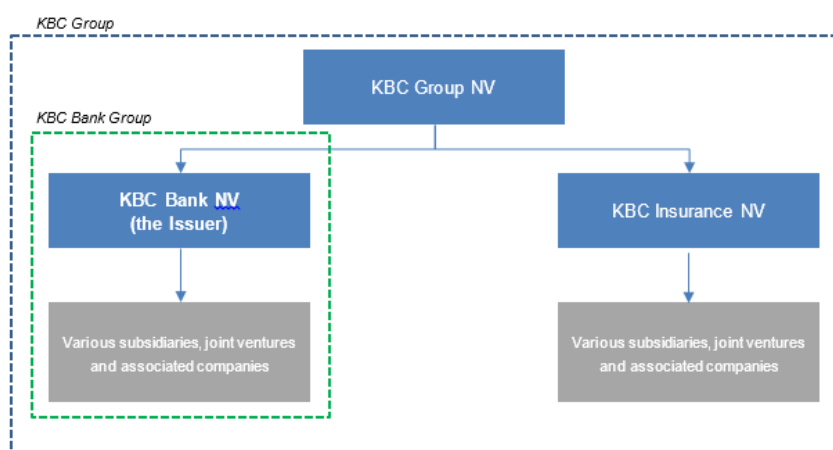 KBC Group
KBC Group NV
KBC Bank Group
KBC Bank NV
(the Issuer)
KBC Insurance NV
Various subsidiaries, joint ventures
and associated companies
Various subsidiaries, joint ventures
and associated companies